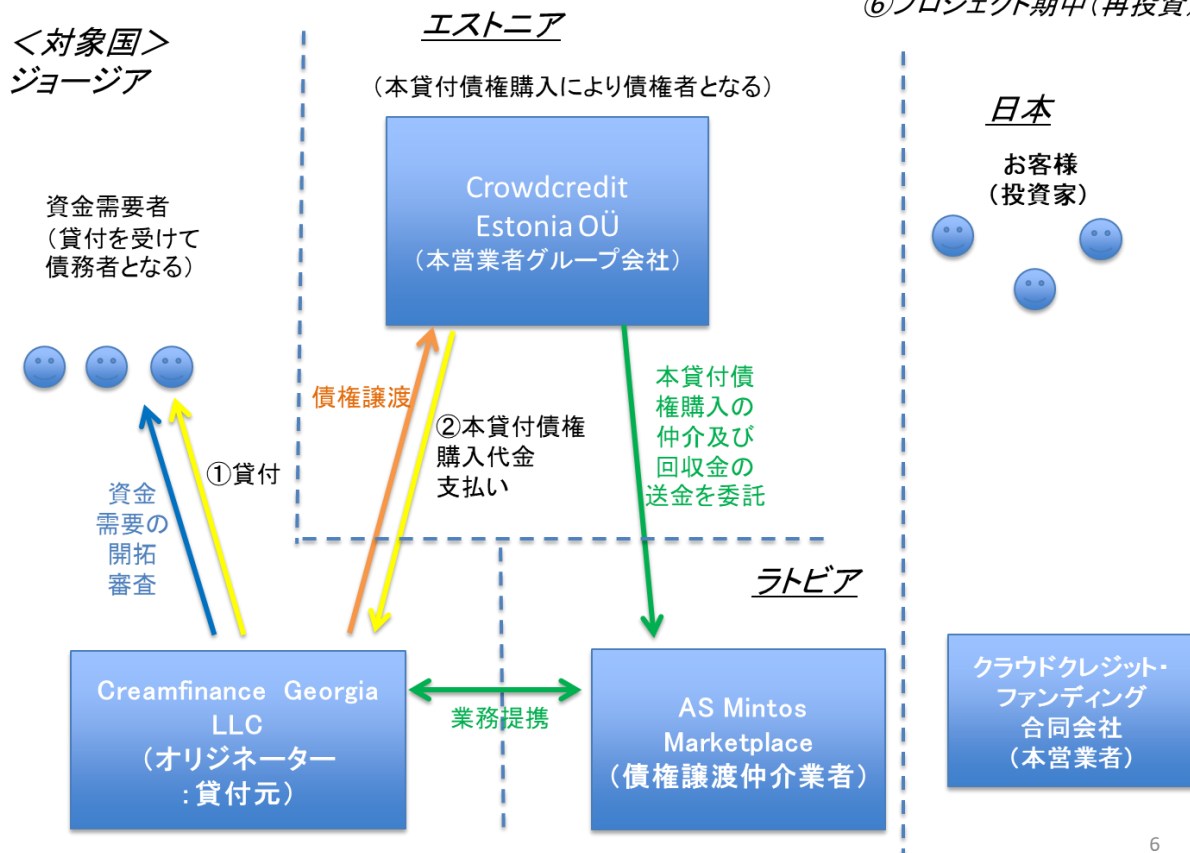 ⑥プロジェクト期中(再投資)
<対象国>
ジョージア
エストニア
(本貸付債権購入により債権者となる)
日本
お客様
(投資家)
Crowdcredit
Estonia OÜ
(本営業者グループ会社)
資金需要者
(貸付を受けて
債務者となる)
債権譲渡
②本貸付債権
購入代金
支払い
本貸付債
権購入の
仲介及び
回収金の
送金を委託
①貸付
資金
需要の
開拓
審査
ラトビア
Creamfinance Georgia
LLC
(オリジネーター
:貸付元)
業務提携
AS Mintos
Marketplace
(債権譲渡仲介業者)
クラウドクレジット・
ファンディング
合同会社
(本営業者)
6